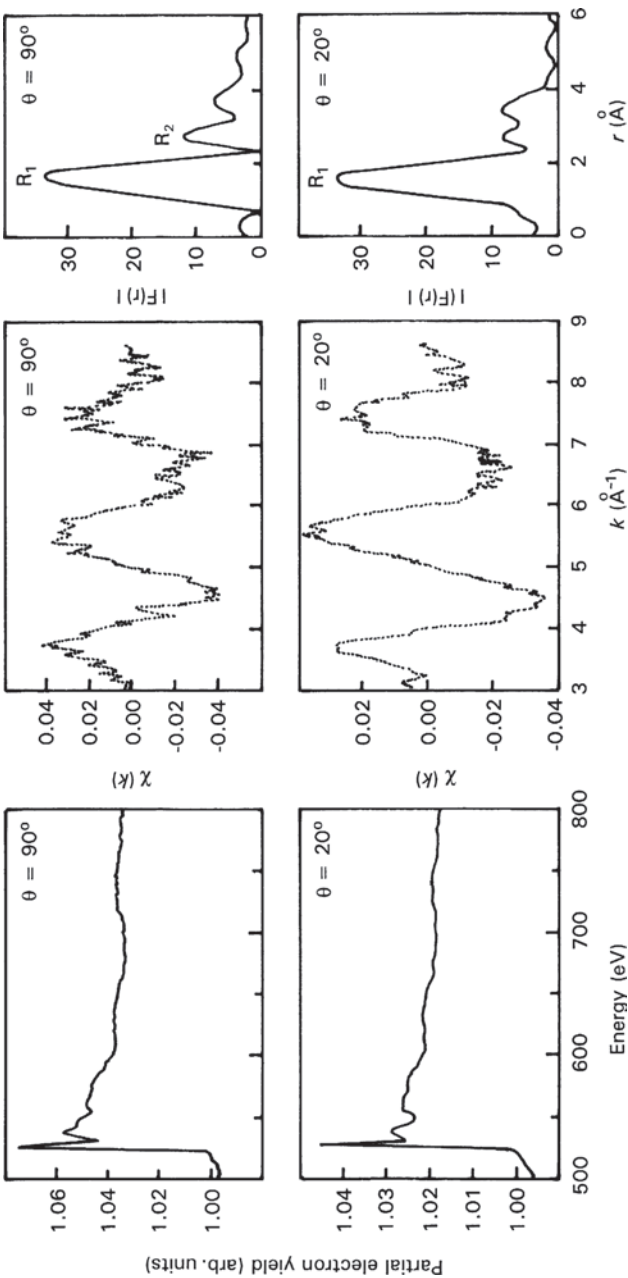 Partial electron yield (arb. units)
θ = 90°
1.06
1.04
1.02
1.00
θ = 20°
1.04
1.03
1.02
1.01
1.00
500
600
700
800
Energy (eV)
χ (k)
θ = 90°
0.04
0.02
0.00
-0.02
-0.04
χ (k)
θ = 20°
0.02
0.00
-0.02
-0.04
3
4
5
6
7
8
9
k (Å⁻¹)
| F(r) |
θ = 90°
R₁
R₂
30
20
10
0
| F(r) |
θ = 20°
R₁
30
20
10
0
0
2
4
6
r (Å)